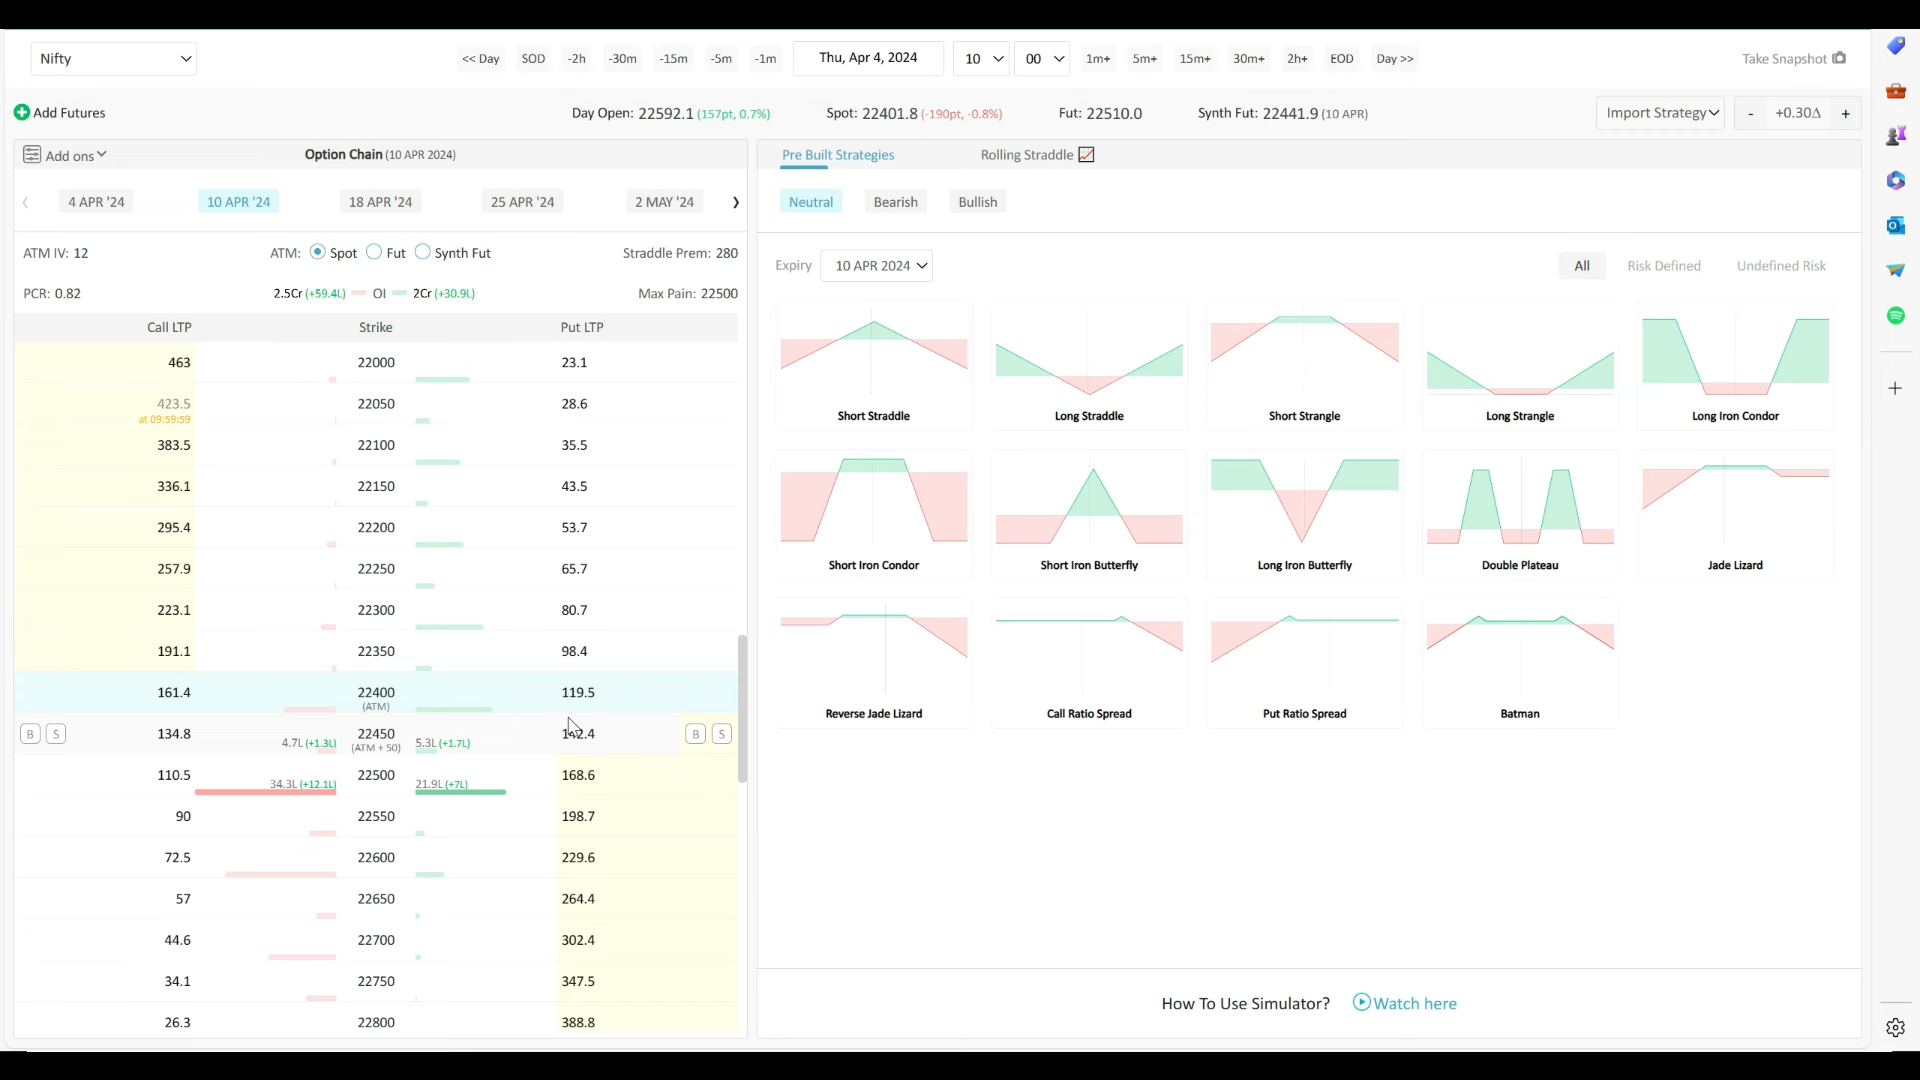 Nifty
<< Day SOD -2h -30m -15m -5m -1m Thu, Apr 4, 2024 10 00 1m+ 5m+ 15m+ 30m+ 2h+ EOD Day >>
Take Snapshot
Add Futures
Day Open: 22592.1 (157pt, 0.7%) Spot: 22401.8 (-190pt, -0.8%) Fut: 22510.0 Synth Fut: 22441.9 (10 APR)
Import Strategy - +0.30Δ +
Add ons Option Chain (10 APR 2024)
4 APR '24 10 APR '24 18 APR '24 25 APR '24 2 MAY '24
ATM IV: 12 ATM: Spot Fut Synth Fut Straddle Prem: 280
PCR: 0.82 2.5Cr (+59.4L) OI 2Cr (+30.9L) Max Pain: 22500
Call LTP Strike Put LTP
463 22000 23.1
423.5 22050 28.6
at 09:59:59
383.5 22100 35.5
336.1 22150 43.5
295.4 22200 53.7
257.9 22250 65.7
223.1 22300 80.7
191.1 22350 98.4
161.4 22400 119.5
(ATM)
B S 134.8 4.7L (+1.3L) 22450 5.3L (+1.7L) B S
(ATM + 50)
110.5 34.3L (+12.1L) 22500 21.9L (+7L) 168.6
90 22550 198.7
72.5 22600 229.6
57 22650 264.4
44.6 22700 302.4
34.1 22750 347.5
26.3 22800 388.8
Pre Built Strategies Rolling Straddle
Neutral Bearish Bullish
Expiry 10 APR 2024 All Risk Defined Undefined Risk
Short Straddle Long Straddle Short Strangle Long Strangle Long Iron Condor
Short Iron Condor Short Iron Butterfly Long Iron Butterfly Double Plateau Jade Lizard
Reverse Jade Lizard Call Ratio Spread Put Ratio Spread Batman
How To Use Simulator? Watch here